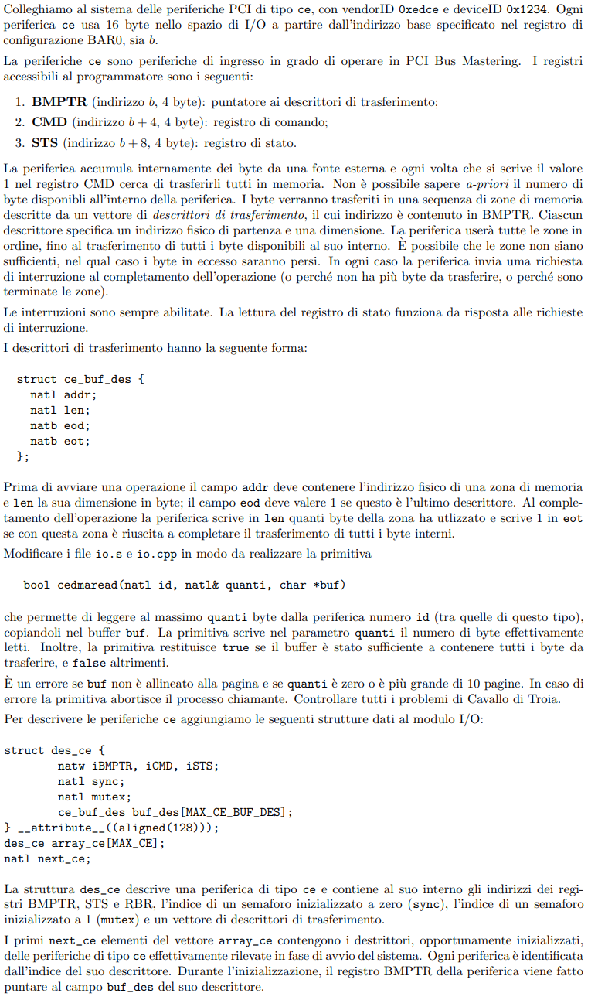 Colleghiamo al sistema delle periferiche PCI di tipo ce, con vendorID 0xedce e deviceID 0x1234. Ogni
periferica ce usa 16 byte nello spazio di I/O a partire dall'indirizzo base specificato nel registro di
configurazione BAR0, sia b.
La periferiche ce sono periferiche di ingresso in grado di operare in PCI Bus Mastering. I registri
accessibili al programmatore sono i seguenti:
1. BMPTR (indirizzo b, 4 byte): puntatore ai descrittori di trasferimento;
2. CMD (indirizzo b + 4, 4 byte): registro di comando;
3. STS (indirizzo b + 8, 4 byte): registro di stato.
La periferica accumula internamente dei byte da una fonte esterna e ogni volta che si scrive il valore
1 nel registro CMD cerca di trasferirli tutti in memoria. Non è possibile sapere a-priori il numero di
byte disponibli all'interno della periferica. I byte verranno trasferiti in una sequenza di zone di memoria
descritte da un vettore di descrittori di trasferimento, il cui indirizzo è contenuto in BMPTR. Ciascun
descrittore specifica un indirizzo fisico di partenza e una dimensione. La periferica userà tutte le zone in
ordine, fino al trasferimento di tutti i byte disponibili al suo interno. È possibile che le zone non siano
sufficienti, nel qual caso i byte in eccesso saranno persi. In ogni caso la periferica invia uma richiesta
di interruzione al completamento dell'operazione (o perché non ha più byte da trasferire, o perché sono
terminate le zone).
Le interruzioni sono sempre abilitate. La lettura del registro di stato funziona da risposta alle richieste
di interruzione.
I descrittori di trasferimento hanno la seguente forma:
struct ce_buf_des {
natl addr;
natl len;
natb eod;
natb eot;
};
Prima di avviare una operazione il campo addr deve contenere l'indirizzo fisico di una zona di memoria
e len la sua dimensione in byte; il campo eod deve valere 1 se questo è l'ultimo descrittore. Al comple-
tamento dell'operazione la periferica scrive in len quanti byte della zona ha utlizzato e scrive 1 in eot
se con questa zona è riuscita a completare il trasferimento di tutti i byte interni.
Modificare i file io.s e io.cpp in modo da realizzare la primitiva
bool cedmaread(natl id, natl& quanti, char *buf)
che permette di leggere al massimo quanti byte dalla periferica numero id (tra quelle di questo tipo),
copiandoli nel buffer buf. La primitiva scrive nel parametro quanti il numero di byte effettivamente
letti. Inoltre, la primitiva restituisce true se il buffer è stato sufficiente a contenere tutti i byte da
trasferire, e false altrimenti.
È un errore se buf non è allineato alla pagina e se quanti è zero o è più grande di 10 pagine. In caso di
errore la primitiva abortisce il processo chiamante. Controllare tutti i problemi di Cavallo di Troia.
Per descrivere le periferiche ce aggiungiamo le seguenti strutture dati al modulo I/O:
struct des_ce {
natw iBMPTR, iCMD, iSTS;
natl sync;
natl mutex;
ce_buf_des buf_des[MAX_CE_BUF_DES];
} __attribute__((aligned(128)));
des_ce array_ce[MAX_CE];
natl next_ce;
La struttura des_ce descrive una periferica di tipo ce e contiene al suo interno gli indirizzi dei regi-
stri BMPTR, STS e RBR, l'indice di un semaforo inizializzato a zero (sync), l'indice di un semaforo
inizializzato a 1 (mutex) e un vettore di descrittori di trasferimento.
I primi next_ce elementi del vettore array_ce contengono i destrittori, opportunamente inizializzati,
delle periferiche di tipo ce effettivamente rilevate in fase di avvio del sistema. Ogni periferica è identificata
dall'indice del suo descrittore. Durante l'inizializzazione, il registro BMPTR della periferica viene fatto
puntare al campo buf_des del suo descrittore.